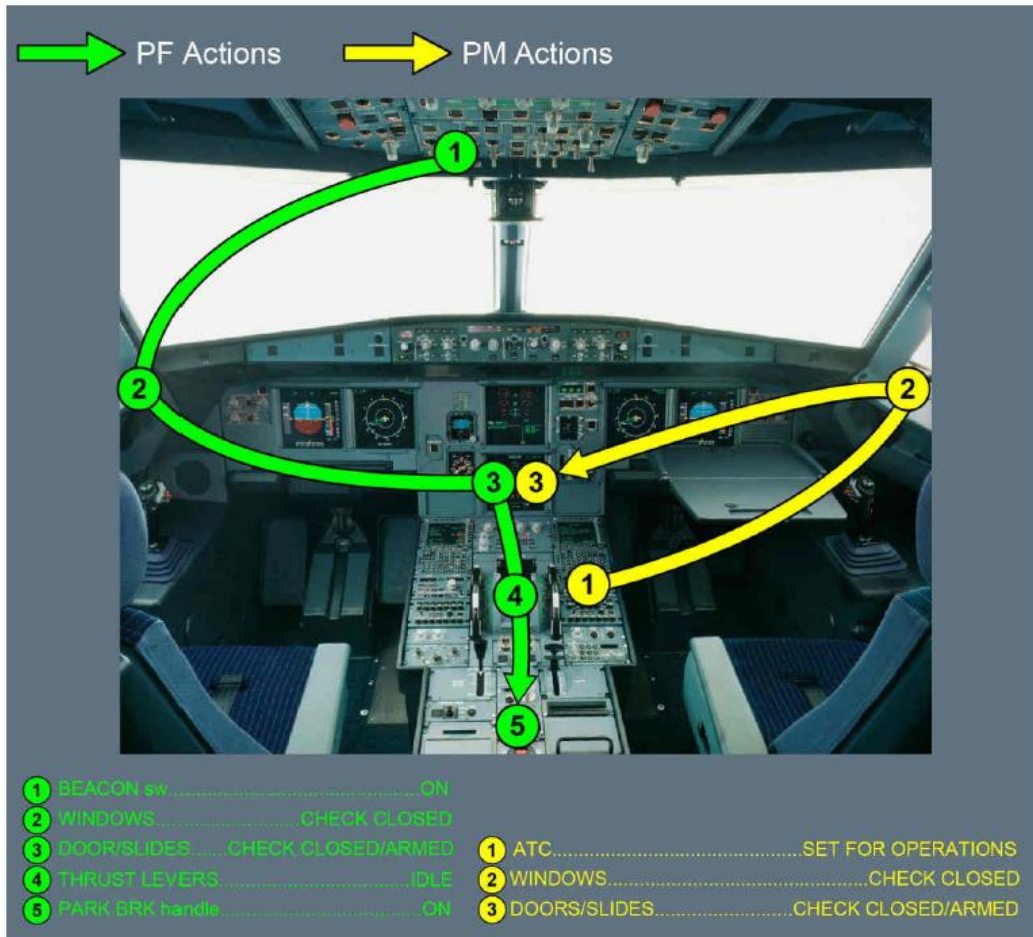 PF Actions
PM Actions
1
2
2
3
3
1
4
5
1 BEACON sw..........ON
2 WINDOWS..........CHECK CLOSED
3 DOOR/SLIDES..........CHECK CLOSED/ARMED
4 THRUST LEVERS..........IDLE
5 PARK BRK handle..........ON
1 ATC..........SET FOR OPERATIONS
2 WINDOWS..........CHECK CLOSED
3 DOORS/SLIDES..........CHECK CLOSED/ARMED